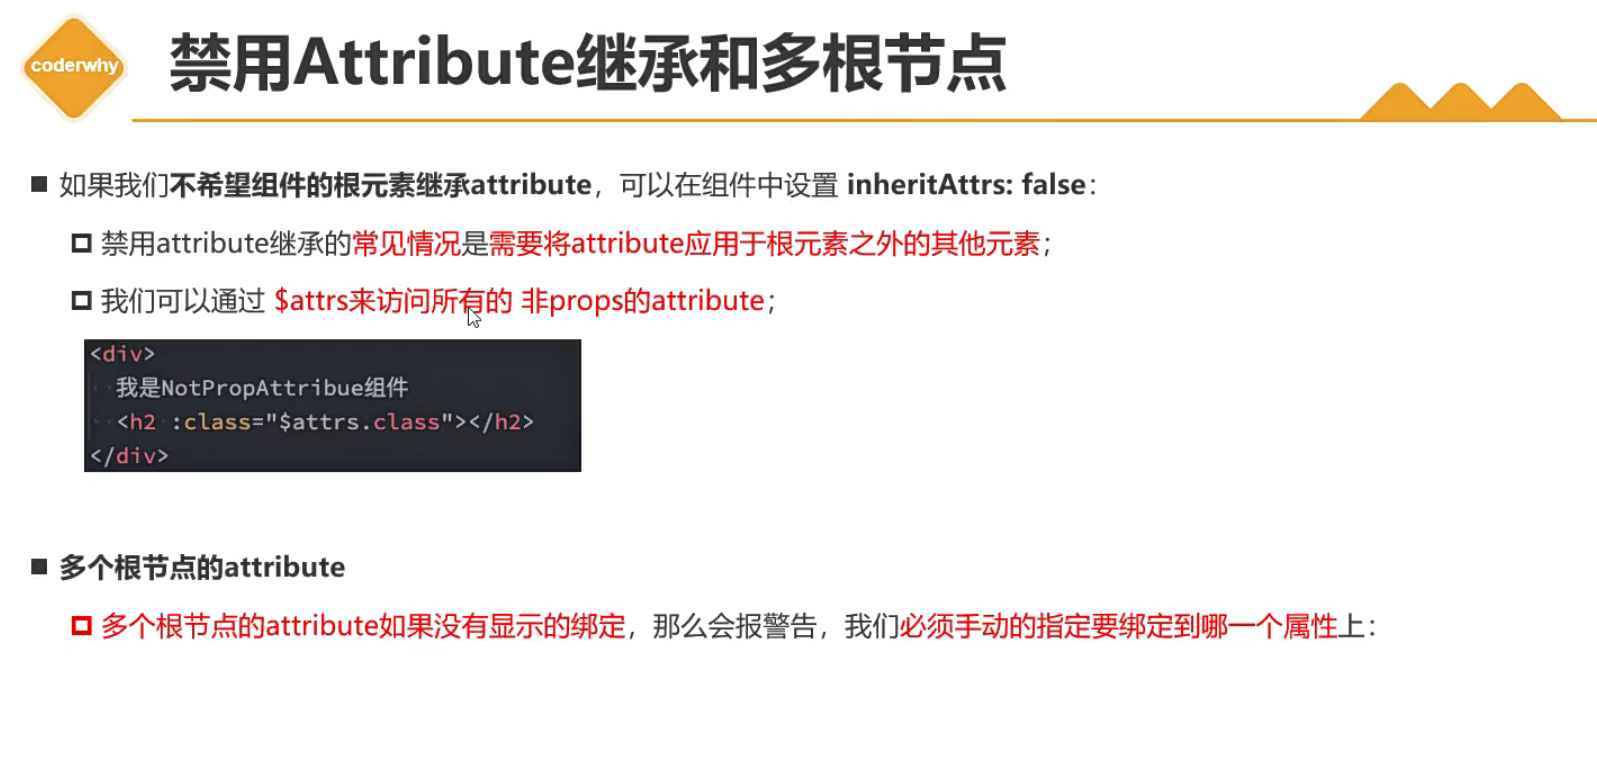 coderwhy
禁用Attribute继承和多根节点
如果我们不希望组件的根元素继承attribute，可以在组件中设置 inheritAttrs: false：
禁用attribute继承的常见情况是需要将attribute应用于根元素之外的其他元素；
我们可以通过 $attrs来访问所有的 非props的attribute；
<div>
我是NotPropAttribue组件
<h2 :class="$attrs.class"></h2>
</div>
多个根节点的attribute
多个根节点的attribute如果没有显示的绑定，那么会报警告，我们必须手动的指定要绑定到哪一个属性上：